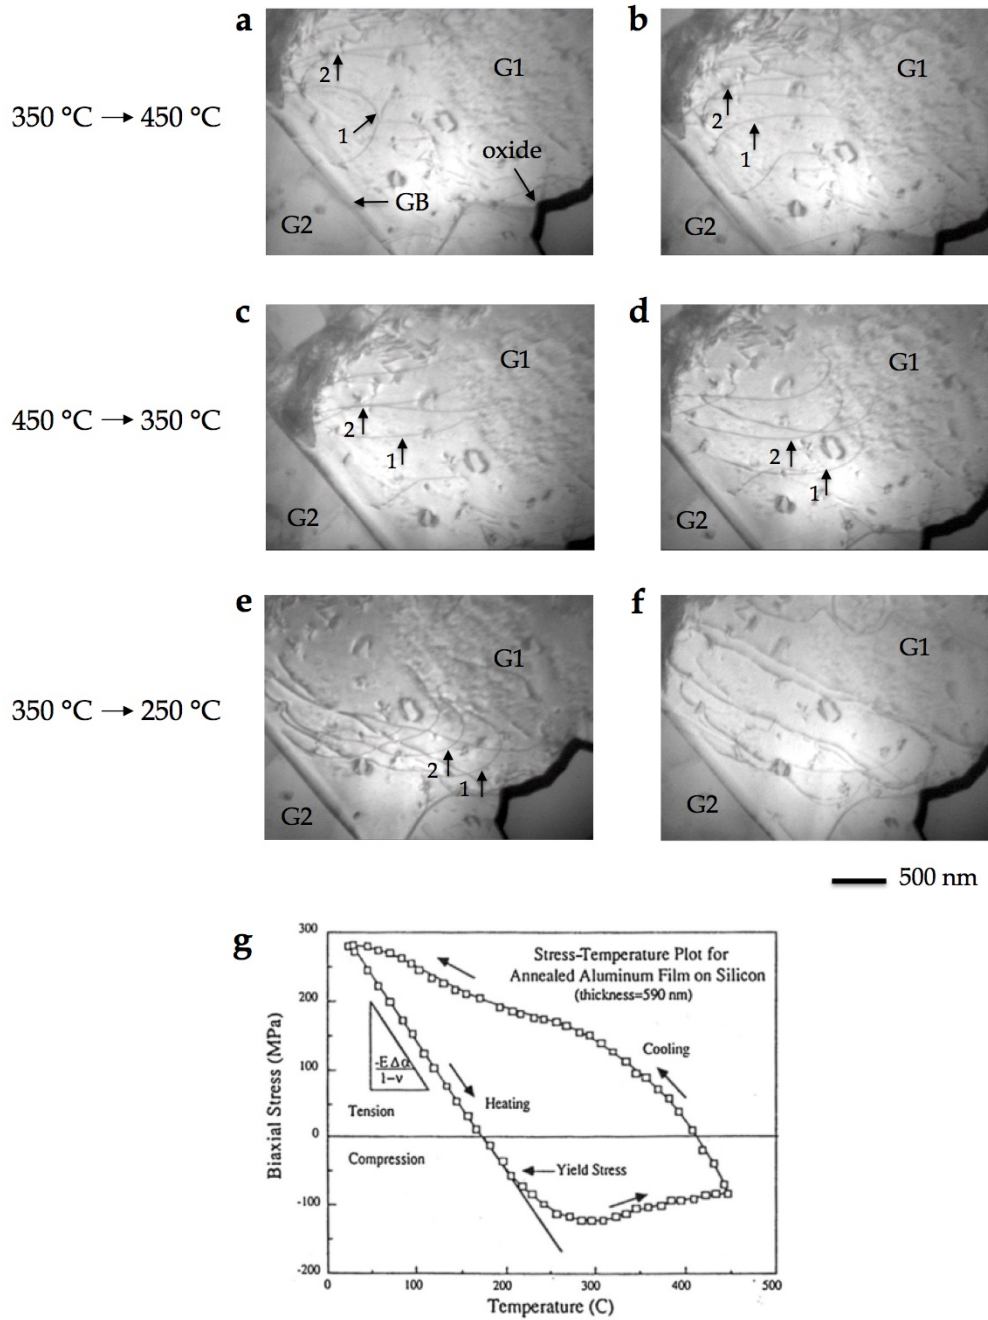 a
b
G1
G1
2
2
350 °C → 450 °C
1
1
oxide
GB
G2
G2
c
d
G1
G1
450 °C → 350 °C
2
1
2
1
G2
G2
e
f
G1
G1
350 °C → 250 °C
2
1
G2
G2
500 nm
g
300
Stress-Temperature Plot for
Annealed Aluminum Film on Silicon
(thickness=590 nm)
200
Cooling
100
-E Δα
1-ν
Heating
Tension
0
Compression
Yield Stress
-100
-200
0 100 200 300 400 500
Biaxial Stress (MPa)
Temperature (C)